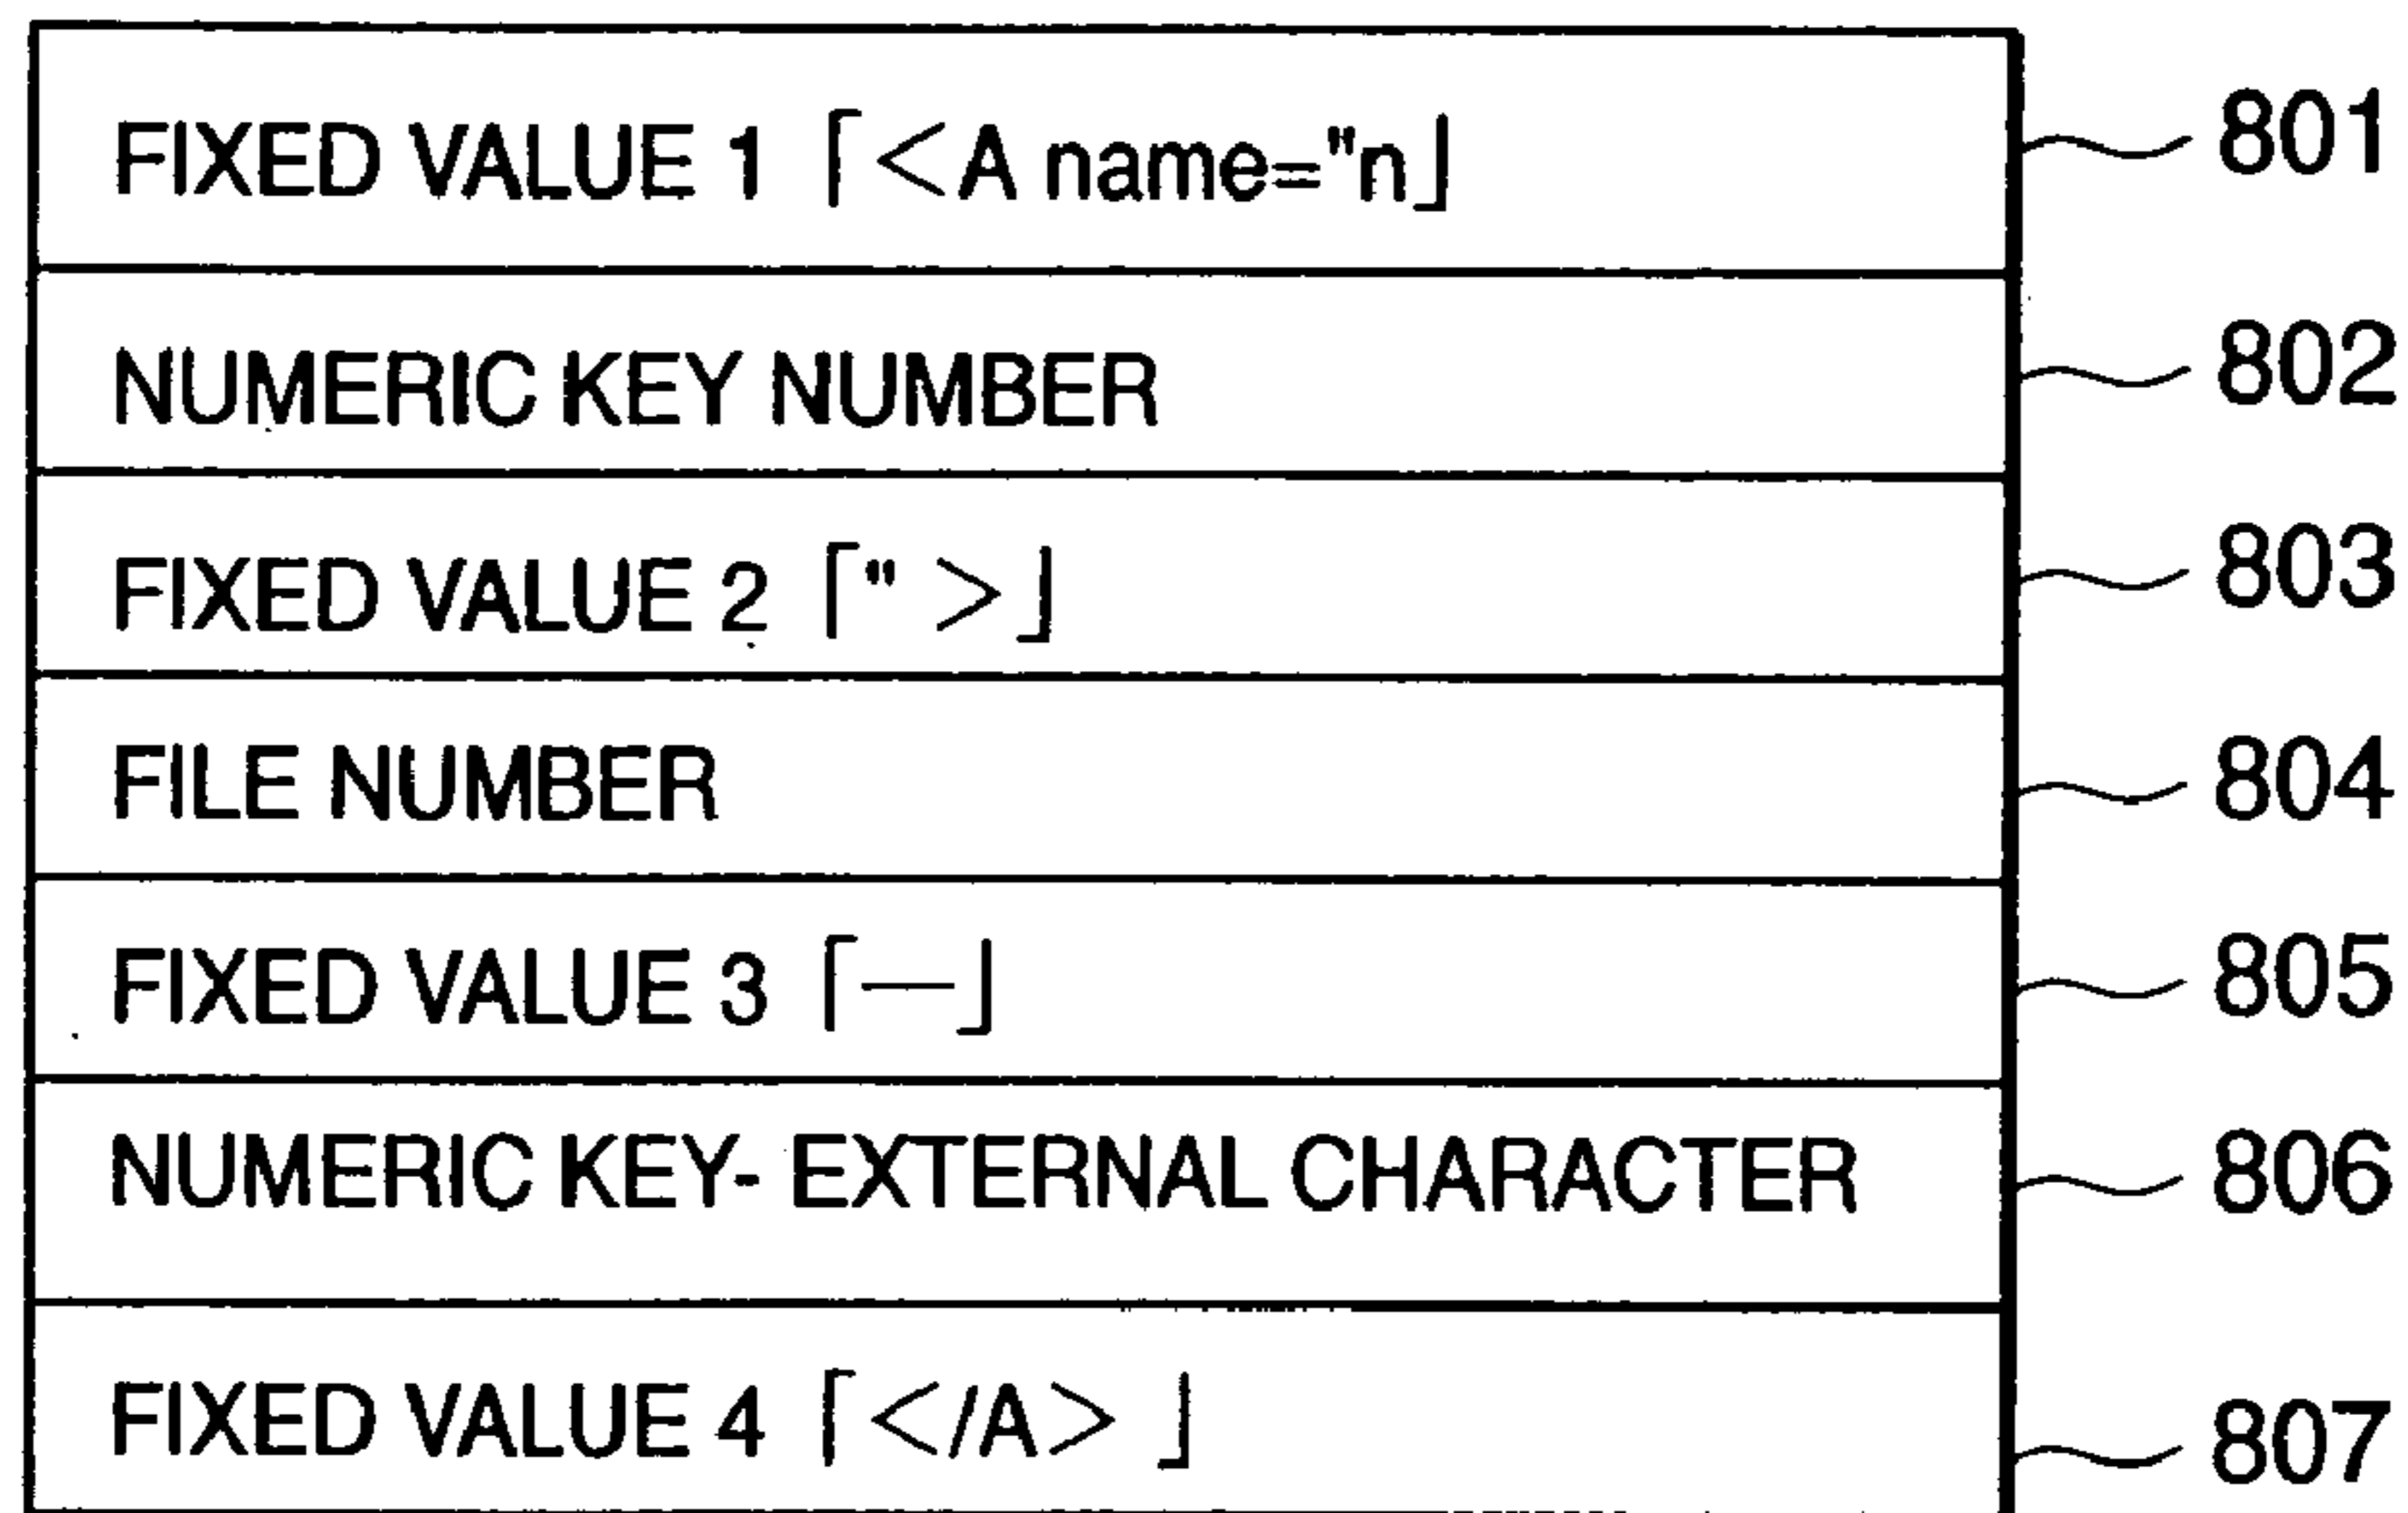 FIXED VALUE 1 ⌈<A name="n⌋ 801
NUMERIC KEY NUMBER 802
FIXED VALUE 2 ⌈" >⌋ 803
FILE NUMBER 804
FIXED VALUE 3 ⌈—⌋ 805
NUMERIC KEY- EXTERNAL CHARACTER 806
FIXED VALUE 4 ⌈</A> ⌋ 807